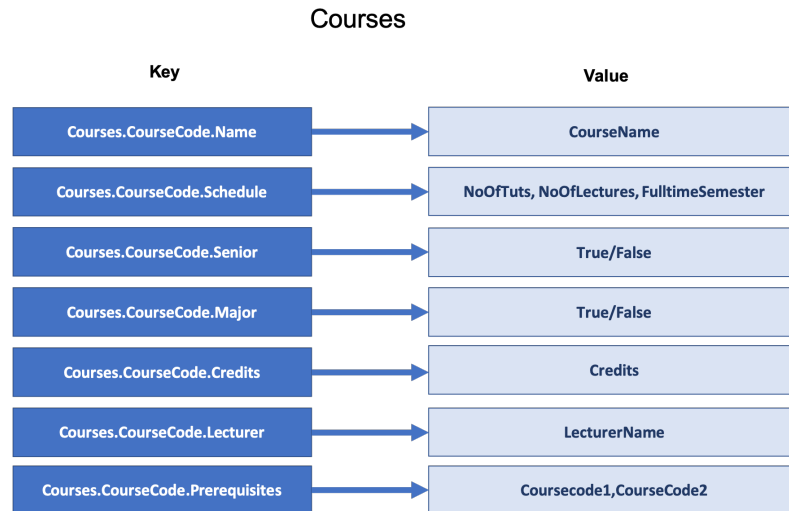 Courses
Key Value
Courses.CourseCode.Name CourseName
Courses.CourseCode.Schedule NoOfTuts, NoOfLectures, FulltimeSemester
Courses.CourseCode.Senior True/False
Courses.CourseCode.Major True/False
Courses.CourseCode.Credits Credits
Courses.CourseCode.Lecturer LecturerName
Courses.CourseCode.Prerequisites Coursecode1,CourseCode2